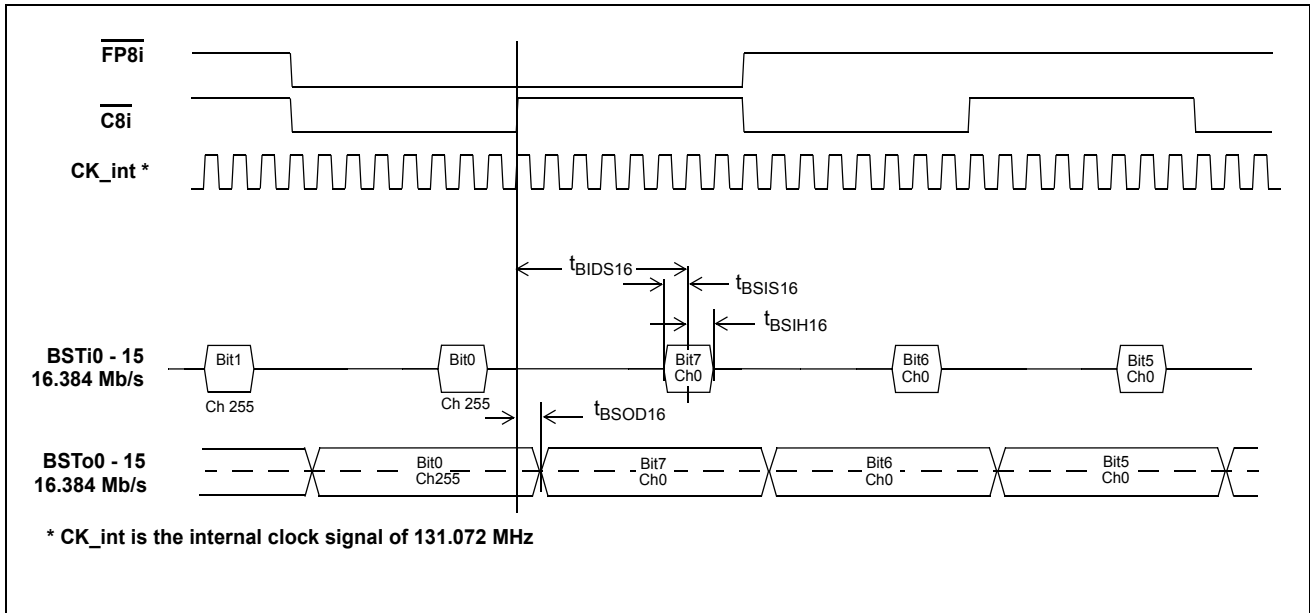 FP8i
C8i
CK_int *
tBIDS16
tBSIS16
tBSIH16
BSTi0 - 15
16.384 Mb/s
Bit1
Ch 255
Bit0
Ch 255
Bit7
Ch0
Bit6
Ch0
Bit5
Ch0
tBSOD16
BSTo0 - 15
16.384 Mb/s
Bit0
Ch255
Bit7
Ch0
Bit6
Ch0
Bit5
Ch0
* CK_int is the internal clock signal of 131.072 MHz